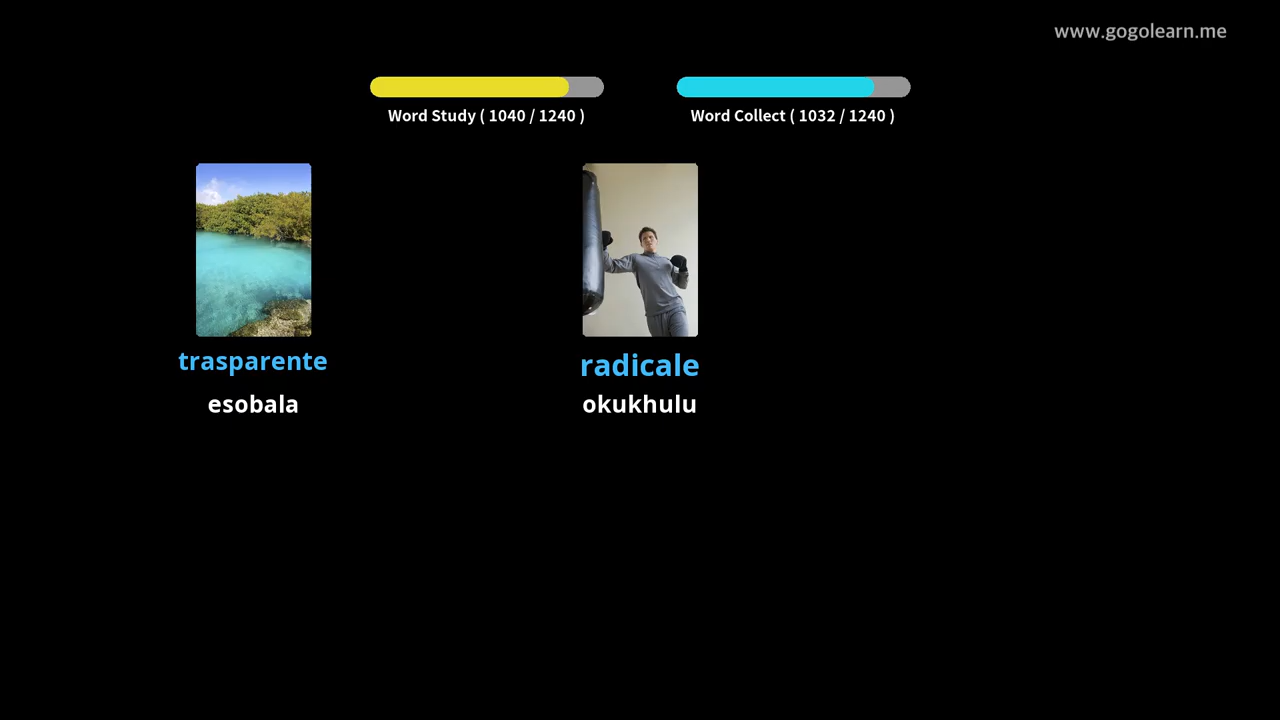 www.gogolearn.me
Word Study ( 1040 / 1240 )
Word Collect ( 1032 / 1240 )
trasparente
esobala
radicale
okukhulu